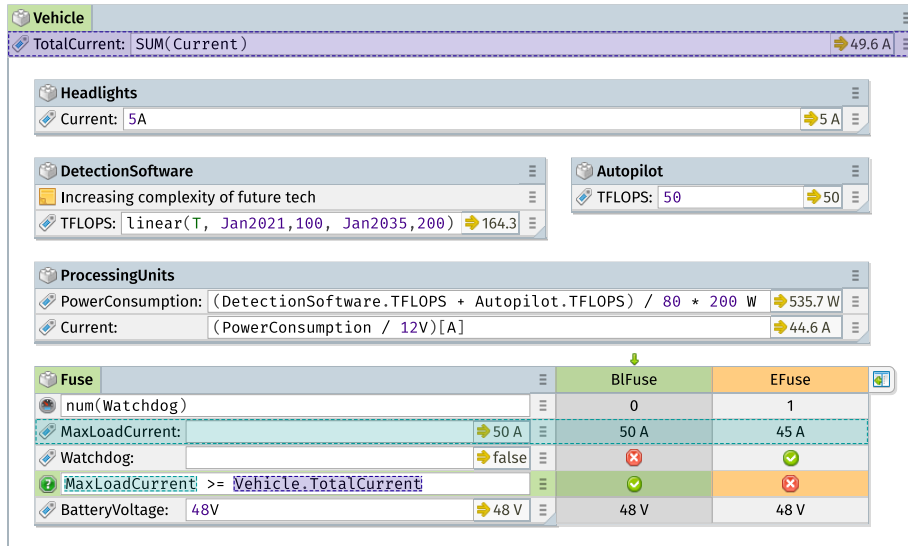 Vehicle
TotalCurrent: SUM(Current) 49.6 A
Headlights
Current: 5A 5 A
DetectionSoftware
Increasing complexity of future tech
TFLOPS: linear(T, Jan2021,100, Jan2035,200) 164.3
Autopilot
TFLOPS: 50 50
ProcessingUnits
PowerConsumption: (DetectionSoftware.TFLOPS + Autopilot.TFLOPS) / 80 * 200 W 535.7 W
Current: (PowerConsumption / 12V)[A] 44.6 A
Fuse BlFuse EFuse
num(Watchdog) 0 1
MaxLoadCurrent: 50 A 50 A 45 A
Watchdog: false
MaxLoadCurrent >= Vehicle.TotalCurrent
BatteryVoltage: 48V 48 V 48 V 48 V